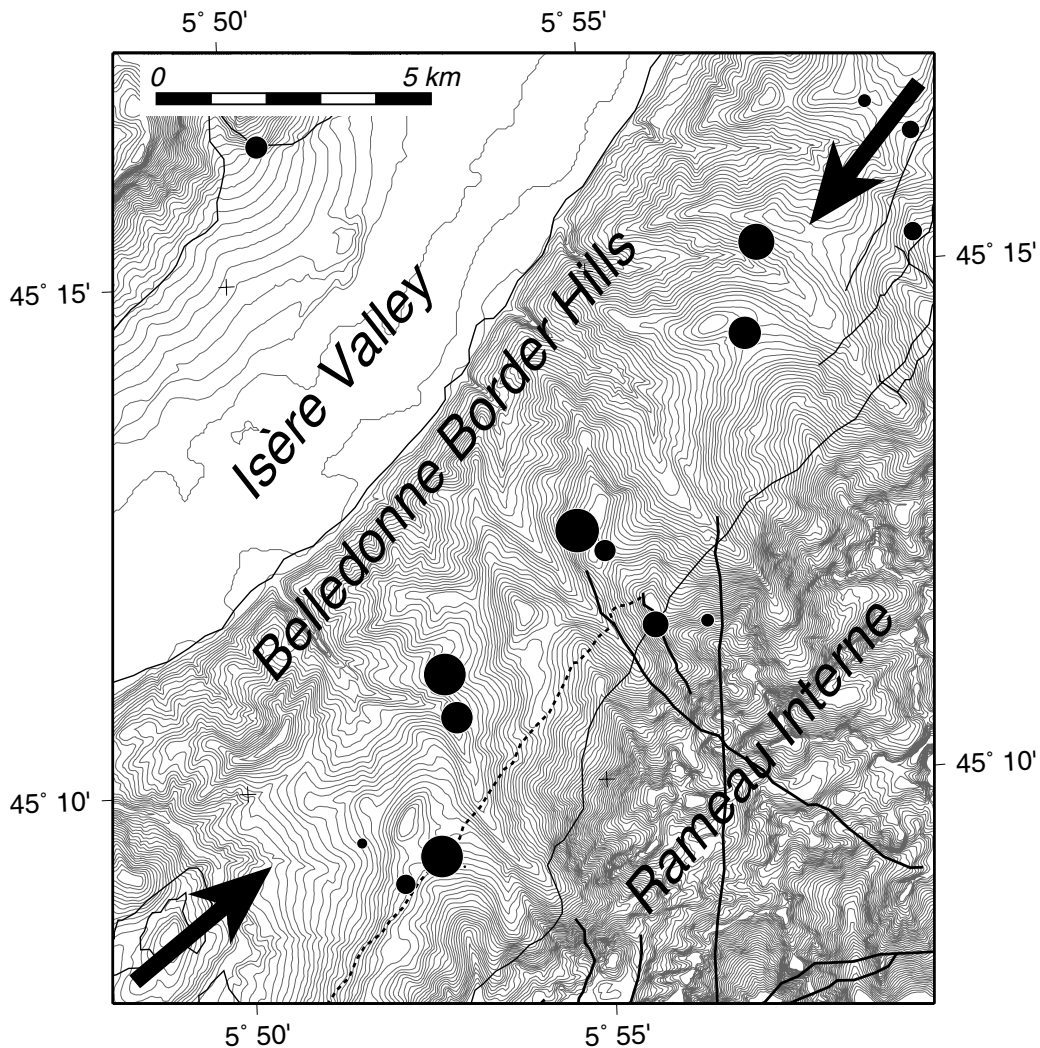 5° 50'
5° 55'
0
5 km
45° 15'
45° 15'
Isère Valley
Belledonne Border Hills
Rameau Interne
45° 10'
45° 10'
5° 50'
5° 55'